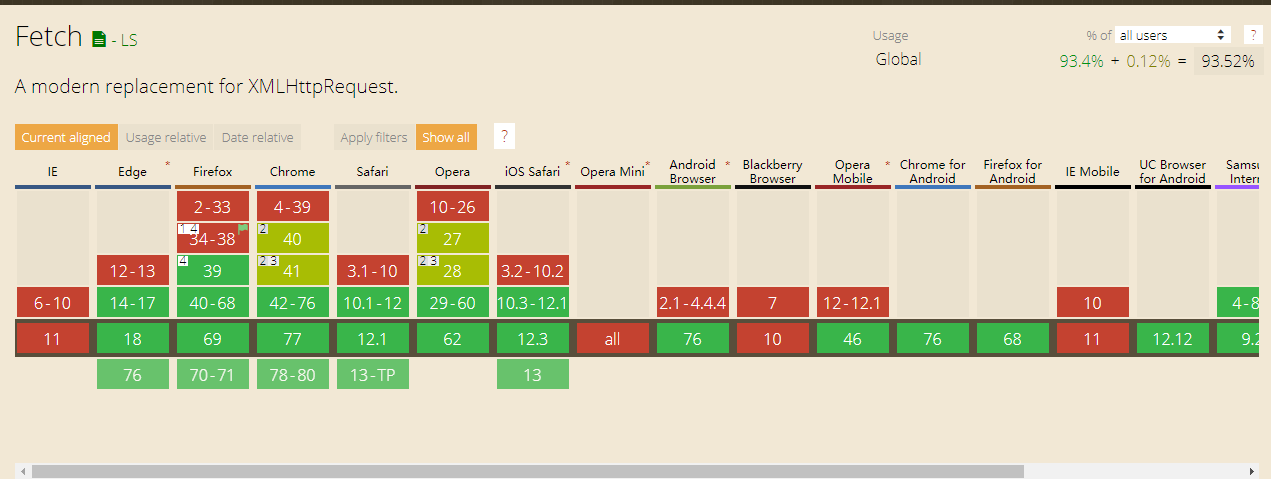 Fetch - LS
Usage % of all users ?
Global 93.4% + 0.12% = 93.52%
A modern replacement for XMLHttpRequest.
Current aligned Usage relative Date relative Apply filters Show all ?
IE Edge * Firefox Chrome Safari Opera iOS Safari * Opera Mini * Android Browser * Blackberry Browser Opera Mobile * Chrome for Android Firefox for Android IE Mobile UC Browser for Android Samsu Intern
2-33 4-39 10-26
1 4 34-38 2 40 2 27
12-13 4 39 2 3 41 3.1-10 2 3 28 3.2-10.2
6-10 14-17 40-68 42-76 10.1-12 29-60 10.3-12.1 2.1-4.4.4 7 12-12.1 10 4-8
11 18 69 77 12.1 62 12.3 all 76 10 46 76 68 11 12.12 9.2
76 70-71 78-80 13-TP 13